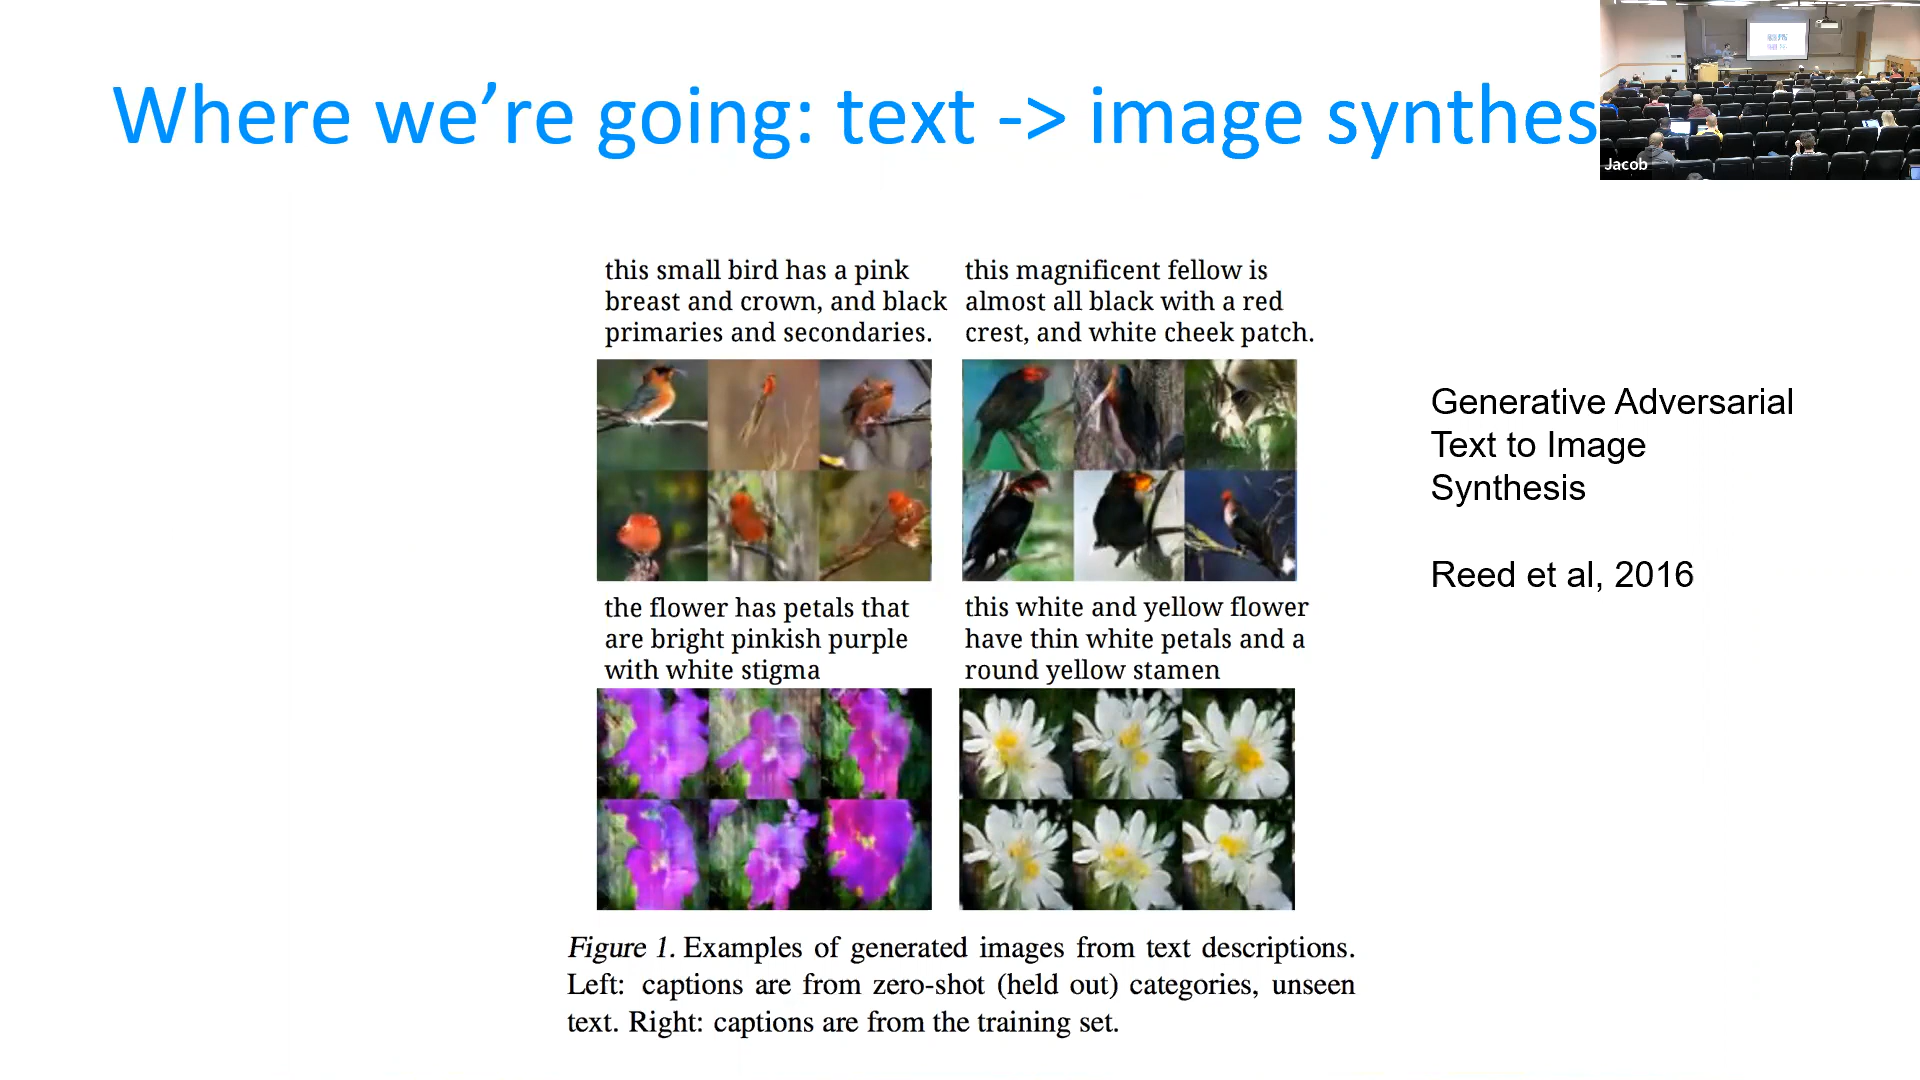 Where we're going: text -> image synthes
Jacob
this small bird has a pink
breast and crown, and black
primaries and secondaries.
this magnificent fellow is
almost all black with a red
crest, and white cheek patch.
the flower has petals that
are bright pinkish purple
with white stigma
this white and yellow flower
have thin white petals and a
round yellow stamen
Figure 1. Examples of generated images from text descriptions.
Left: captions are from zero-shot (held out) categories, unseen
text. Right: captions are from the training set.
Generative Adversarial
Text to Image
Synthesis
Reed et al, 2016